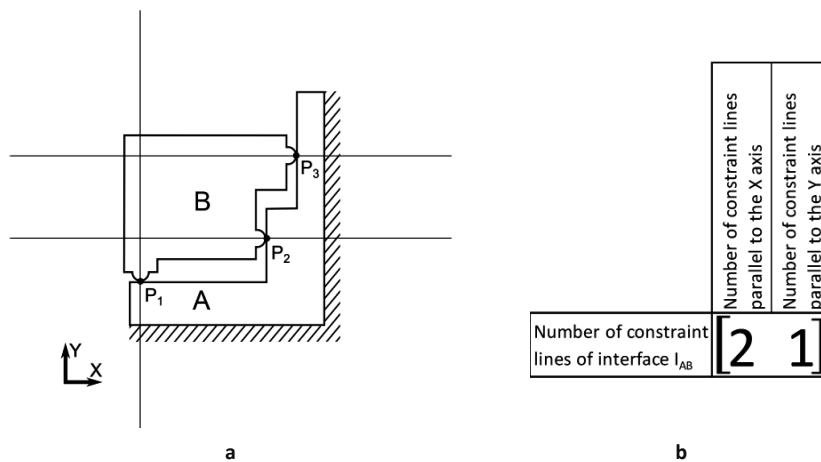 P3
B
P2
P1
A
Y
X
a
Number of constraint lines
parallel to the X axis
Number of constraint lines
parallel to the Y axis
Number of constraint
lines of interface IAB
[2 1]
b